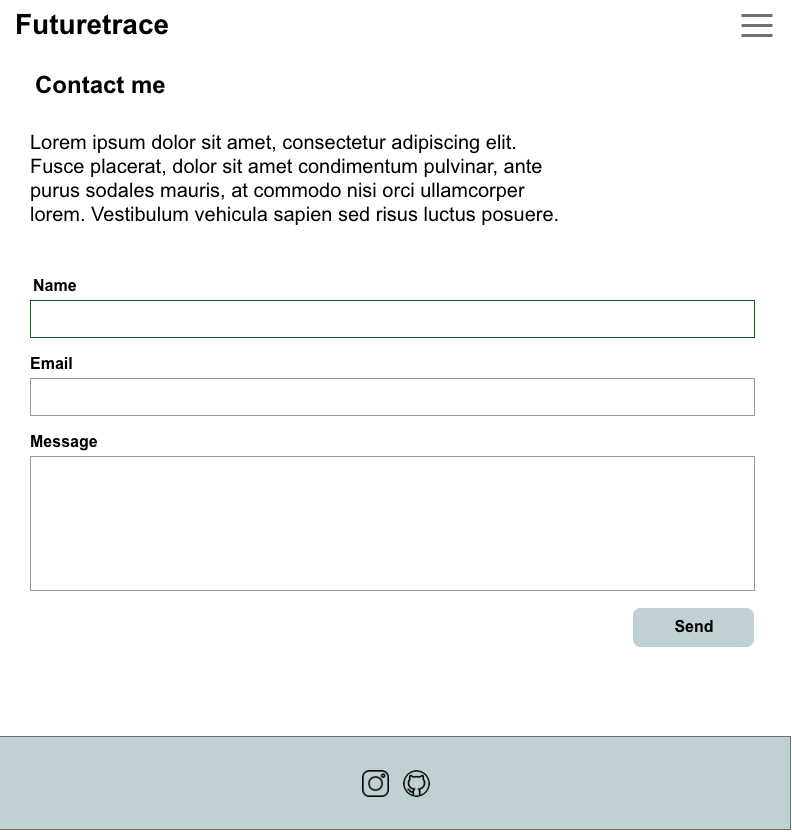 Futuretrace
Contact me
Lorem ipsum dolor sit amet, consectetur adipiscing elit.
Fusce placerat, dolor sit amet condimentum pulvinar, ante
purus sodales mauris, at commodo nisi orci ullamcorper
lorem. Vestibulum vehicula sapien sed risus luctus posuere.
Name
Email
Message
Send